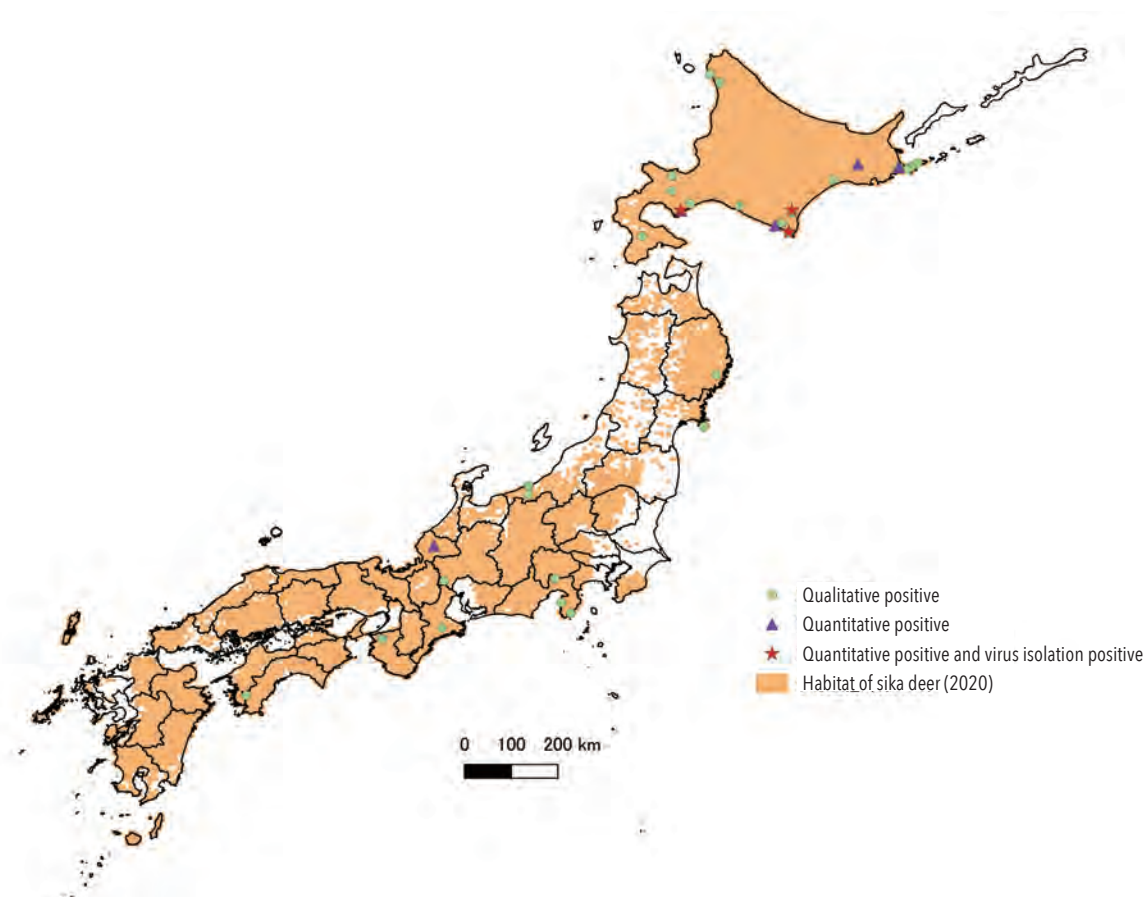 Qualitative positive
Quantitative positive
Quantitative positive and virus isolation positive
Habitat of sika deer (2020)
0 100 200 km